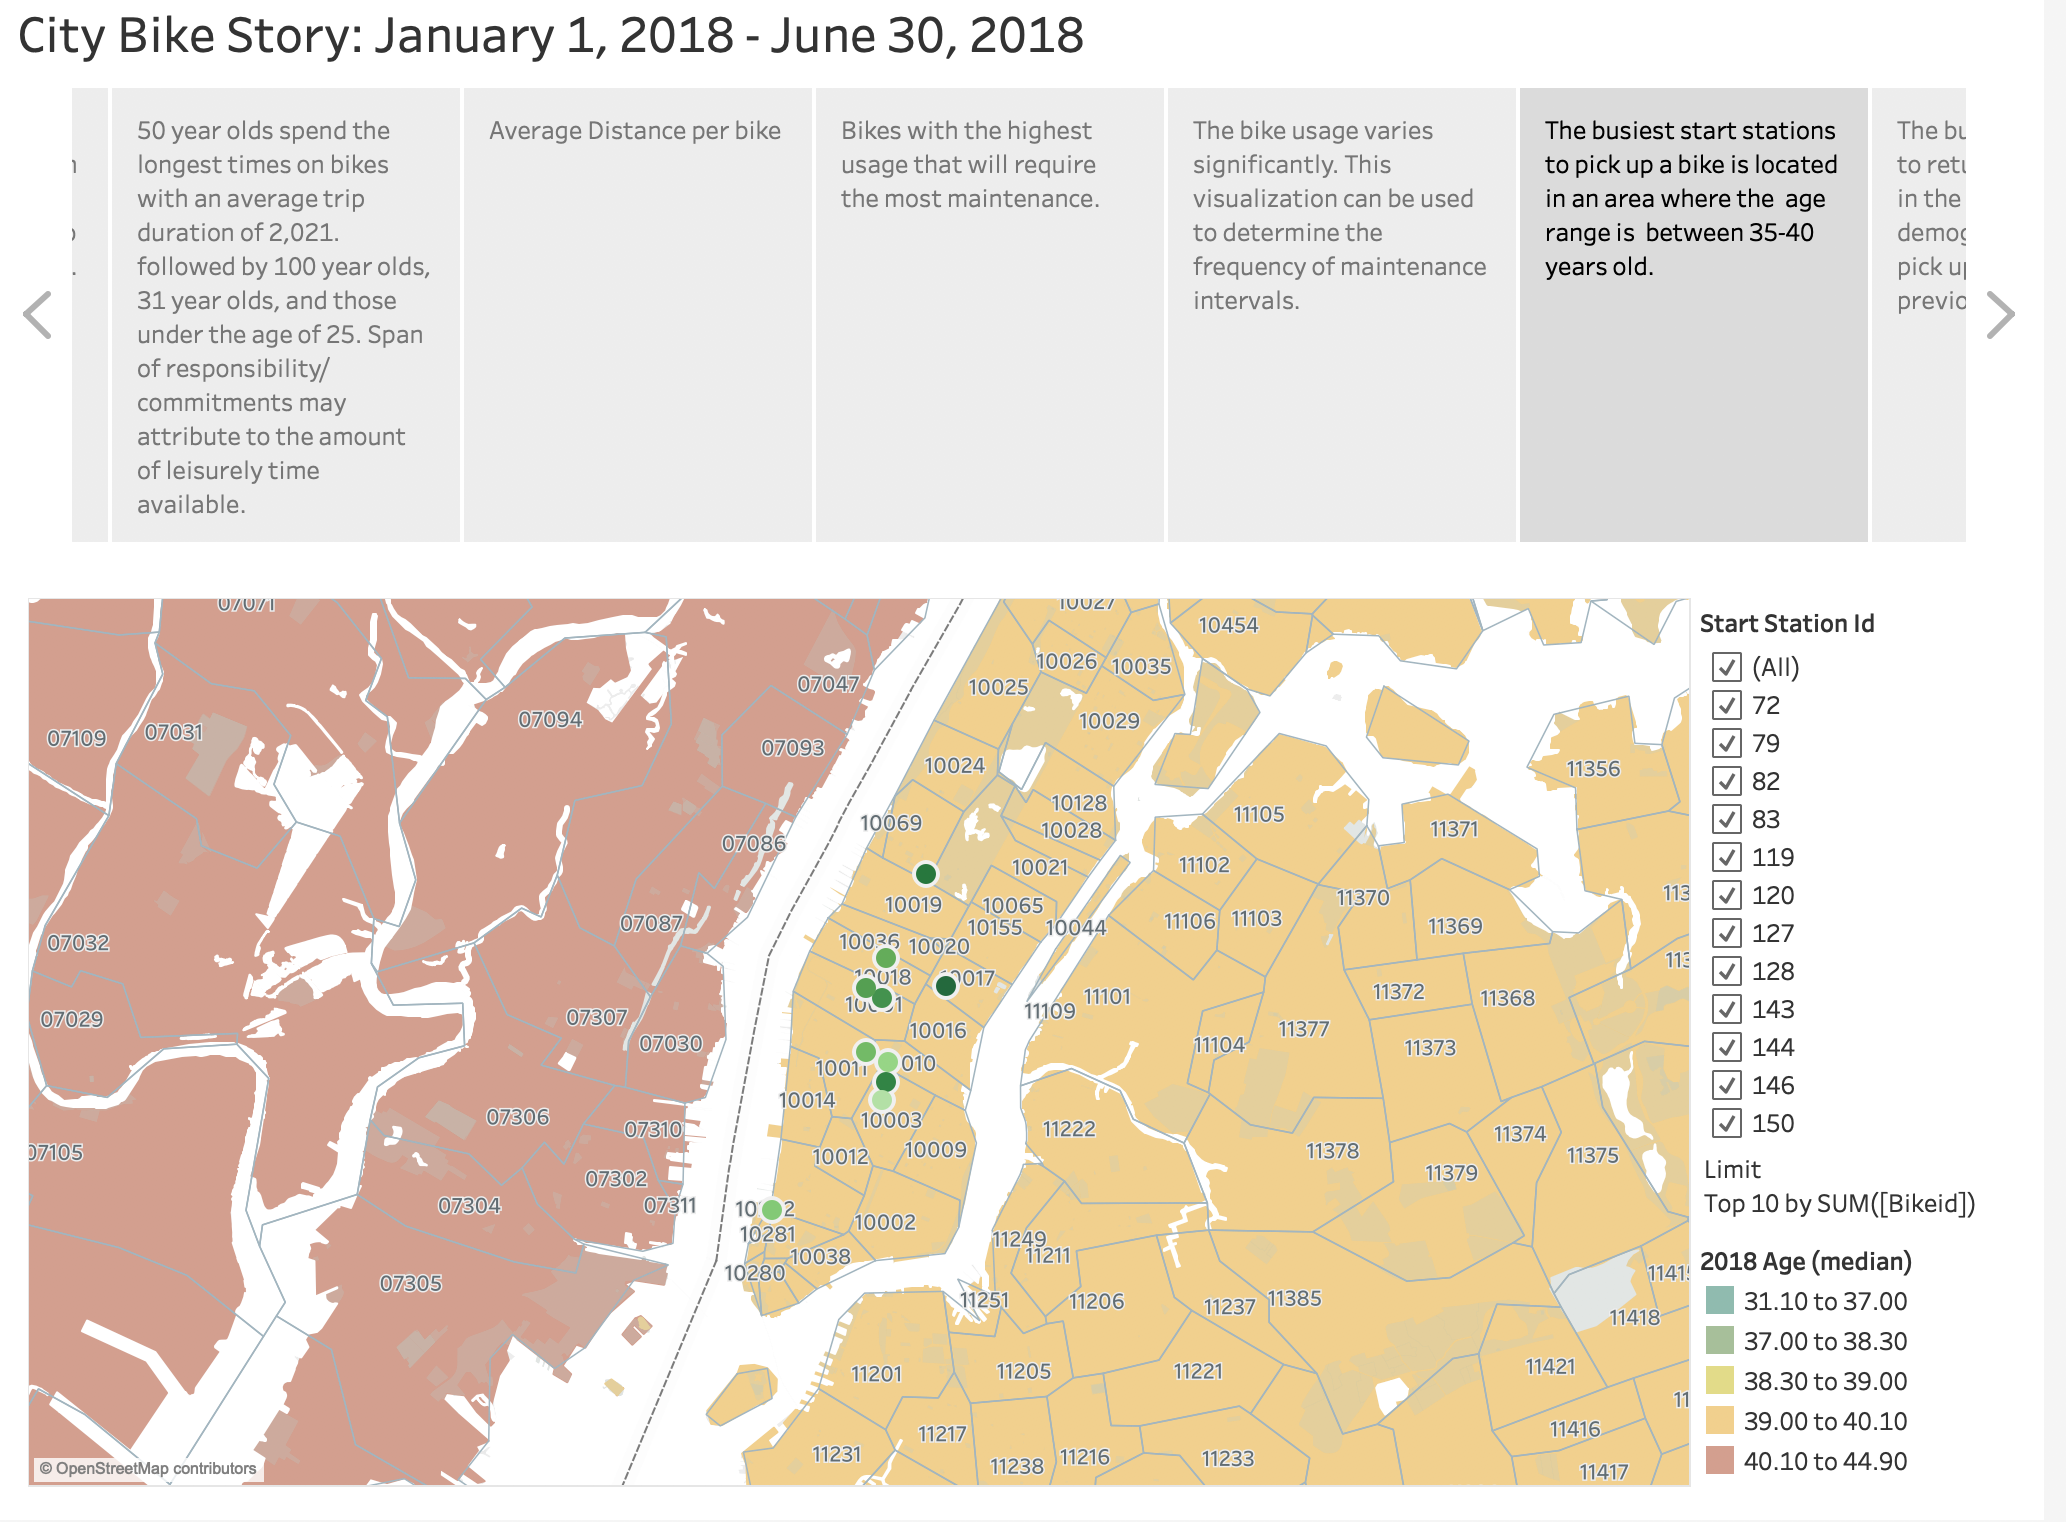 City Bike Story: January 1, 2018 - June 30, 2018
50 year olds spend the
longest times on bikes
with an average trip
duration of 2,021.
followed by 100 year olds,
31 year olds, and those
under the age of 25. Span
of responsibility/
commitments may
attribute to the amount
of leisurely time
available.
Average Distance per bike
Bikes with the highest
usage that will require
the most maintenance.
The bike usage varies
significantly. This
visualization can be used
to determine the
frequency of maintenance
intervals.
The busiest start stations
to pick up a bike is located
in an area where the  age
range is  between 35-40
years old.
The bu
to retu
in the
demog
pick up
previo
07071
10027
10454
10026
10035
07047
10025
07094
10029
07109
07031
07093
10024
11356
10128
11105
10069
10028
11371
07086
10021
11102
11370
10019
10065
07087
10155
10044
11106
11103
11369
07032
10036
10020
10017
11372
11368
11101
11109
07029
07307
07030
10016
11377
11104
11373
10011
10014
07306
07310
10003
11222
11374
07105
10012
10009
11378
11379
11375
07302
07304
07311
10281
10002
11249
11211
10038
10280
07305
11251
11206
11237
11385
11418
11201
11205
11221
11421
11217
11416
11231
11238
11216
11233
11417
© OpenStreetMap contributors
Start Station Id
(All)
72
79
82
83
119
120
127
128
143
144
146
150
Limit
Top 10 by SUM([Bikeid])
2018 Age (median)
31.10 to 37.00
37.00 to 38.30
38.30 to 39.00
39.00 to 40.10
40.10 to 44.90